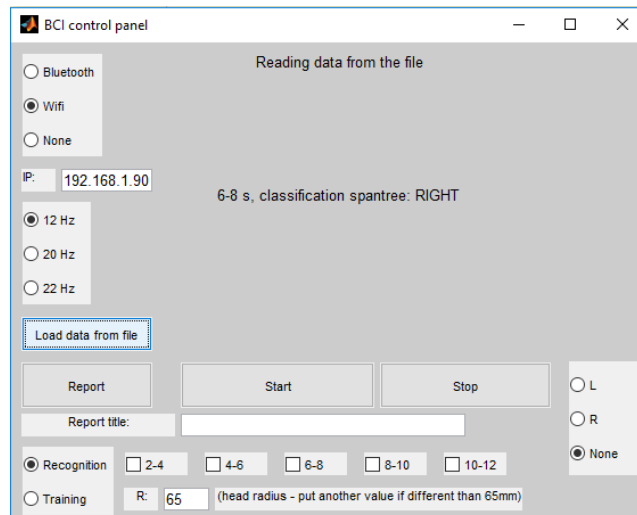 BCI control panel
Reading data from the file
Bluetooth
Wifi
None
IP: 192.168.1.90
6-8 s, classification spantree: RIGHT
12 Hz
20 Hz
22 Hz
Load data from file
Report Start Stop
L
R
None
Report title:
Recognition 2-4 4-6 6-8 8-10 10-12
Training R: 65 (head radius - put another value if different than 65mm)